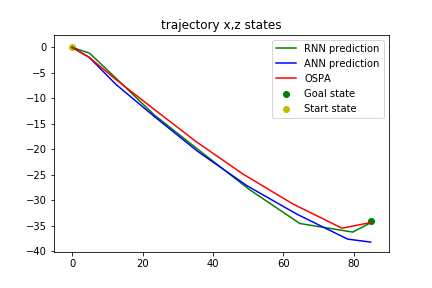 trajectory x,z states
RNN prediction
ANN prediction
OSPA
Goal state
Start state
0
−5
−10
−15
−20
−25
−30
−35
−40
0 20 40 60 80